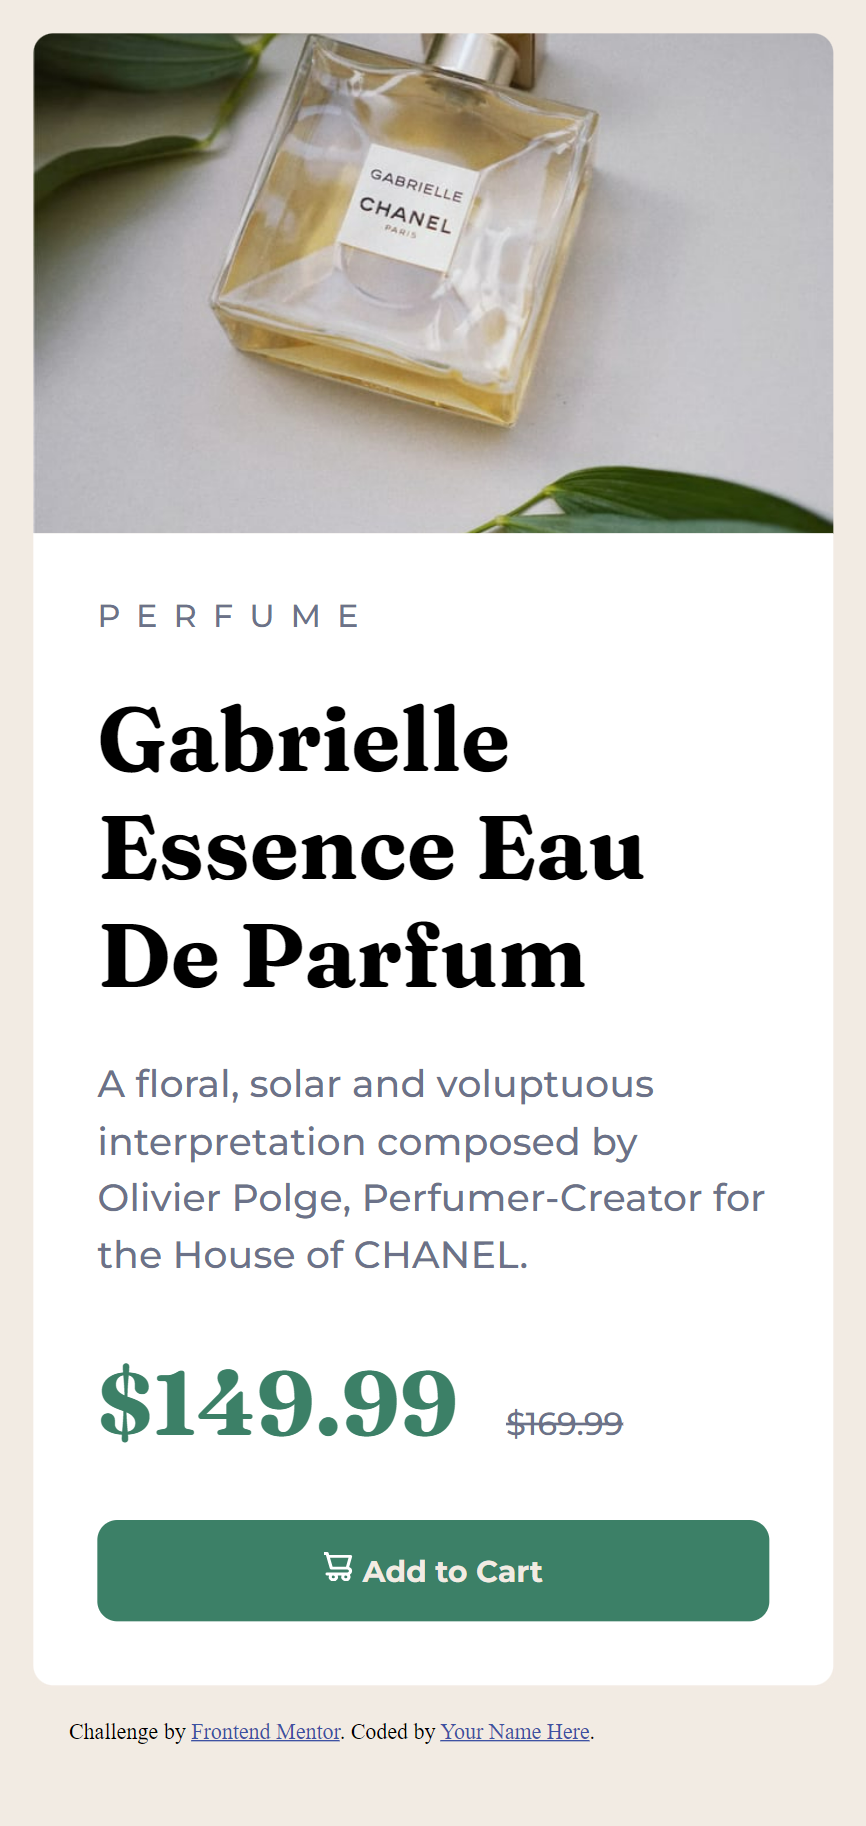 GABRIELLE
CHANEL
PARIS
PERFUME
Gabrielle
Essence Eau
De Parfum
A floral, solar and voluptuous
interpretation composed by
Olivier Polge, Perfumer-Creator for
the House of CHANEL.
$149.99 $169.99
Add to Cart
Challenge by Frontend Mentor. Coded by Your Name Here.